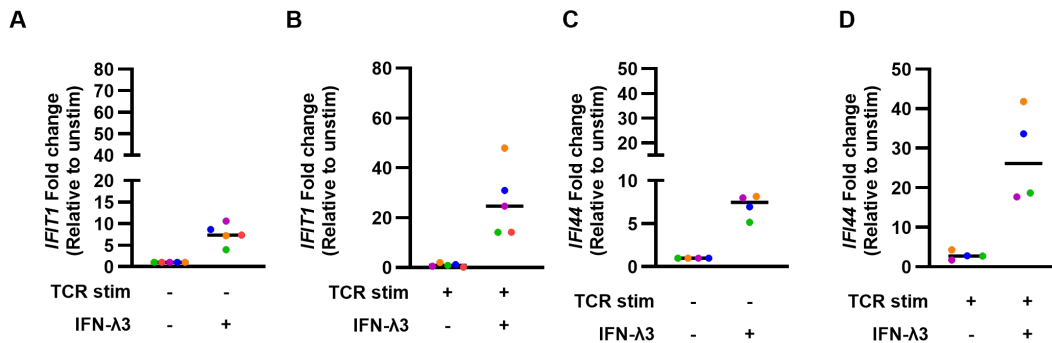 A
IFIT1 Fold change
(Relative to unstim)
80
70
60
50
40
20
15
10
5
0
TCR stim - -
IFN-λ3 - +
B
IFIT1 Fold change
(Relative to unstim)
80
60
40
20
0
TCR stim + +
IFN-λ3 - +
C
IFI44 Fold change
(Relative to unstim)
50
40
30
20
10
5
0
TCR stim - -
IFN-λ3 - +
D
IFI44 Fold change
(Relative to unstim)
50
40
30
20
10
0
TCR stim + +
IFN-λ3 - +